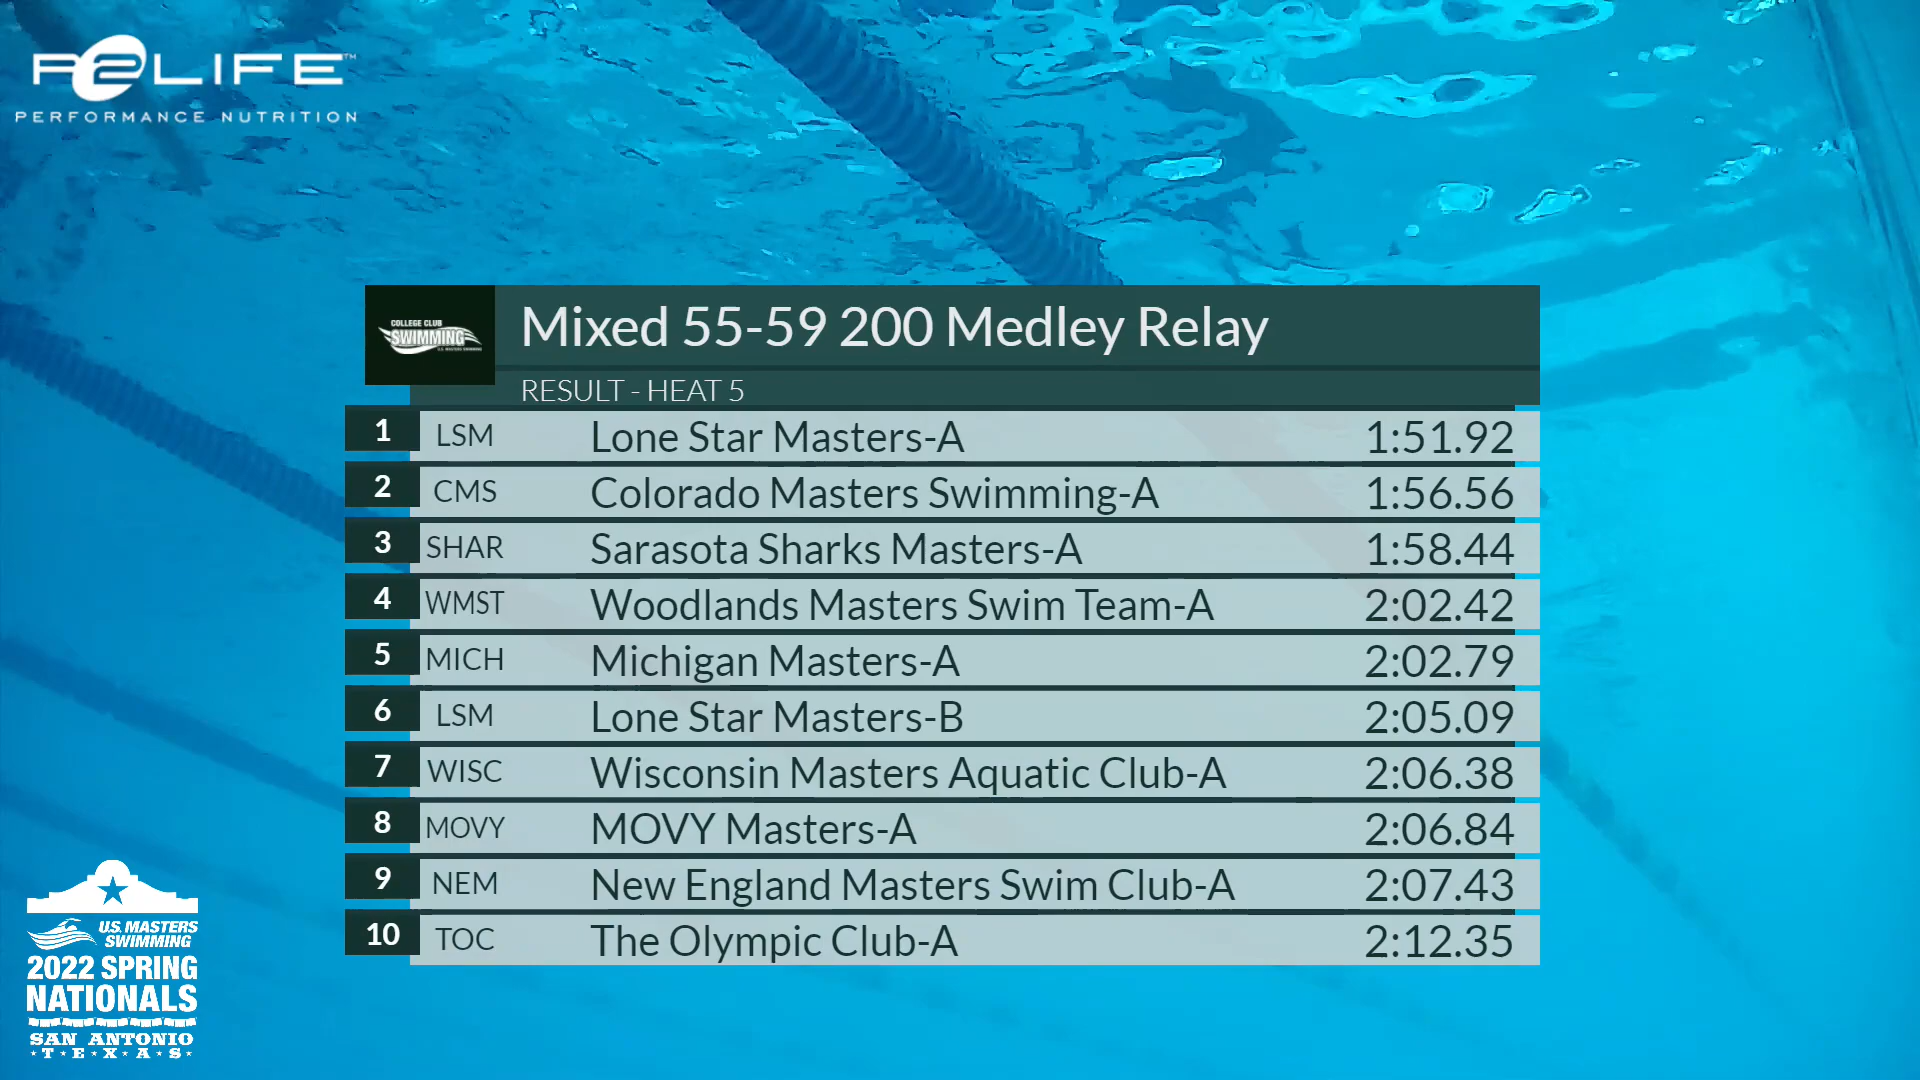 R2LIFE™
PERFORMANCE NUTRITION
COLLEGE CLUB
SWIMMING
U.S. MASTERS SWIMMING
Mixed 55-59 200 Medley Relay
RESULT - HEAT 5
1 LSM Lone Star Masters-A 1:51.92
2 CMS Colorado Masters Swimming-A 1:56.56
3 SHAR Sarasota Sharks Masters-A 1:58.44
4 WMST Woodlands Masters Swim Team-A 2:02.42
5 MICH Michigan Masters-A 2:02.79
6 LSM Lone Star Masters-B 2:05.09
7 WISC Wisconsin Masters Aquatic Club-A 2:06.38
8 MOVY MOVY Masters-A 2:06.84
9 NEM New England Masters Swim Club-A 2:07.43
10 TOC The Olympic Club-A 2:12.35
U.S. MASTERS
SWIMMING
2022 SPRING
NATIONALS
SAN ANTONIO
T·E·X·A·S